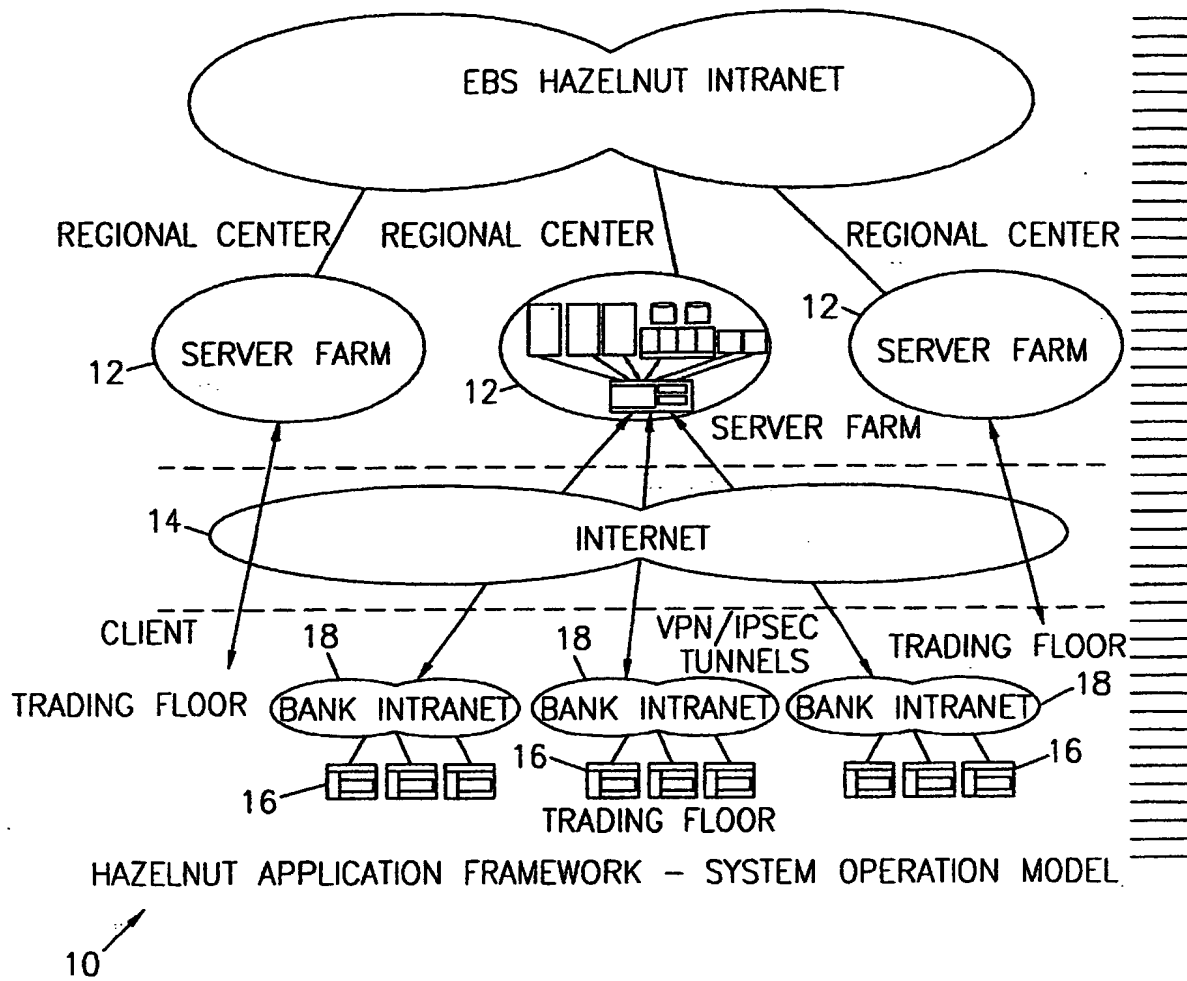 EBS HAZELNUT INTRANET
REGIONAL CENTER
REGIONAL CENTER
REGIONAL CENTER
12
SERVER FARM
12
12
SERVER FARM
SERVER FARM
14
INTERNET
CLIENT
VPN/IPSEC
TUNNELS
TRADING FLOOR
TRADING FLOOR
18
BANK INTRANET
18
BANK INTRANET
BANK INTRANET
18
16
16
16
TRADING FLOOR
HAZELNUT APPLICATION FRAMEWORK – SYSTEM OPERATION MODEL
10